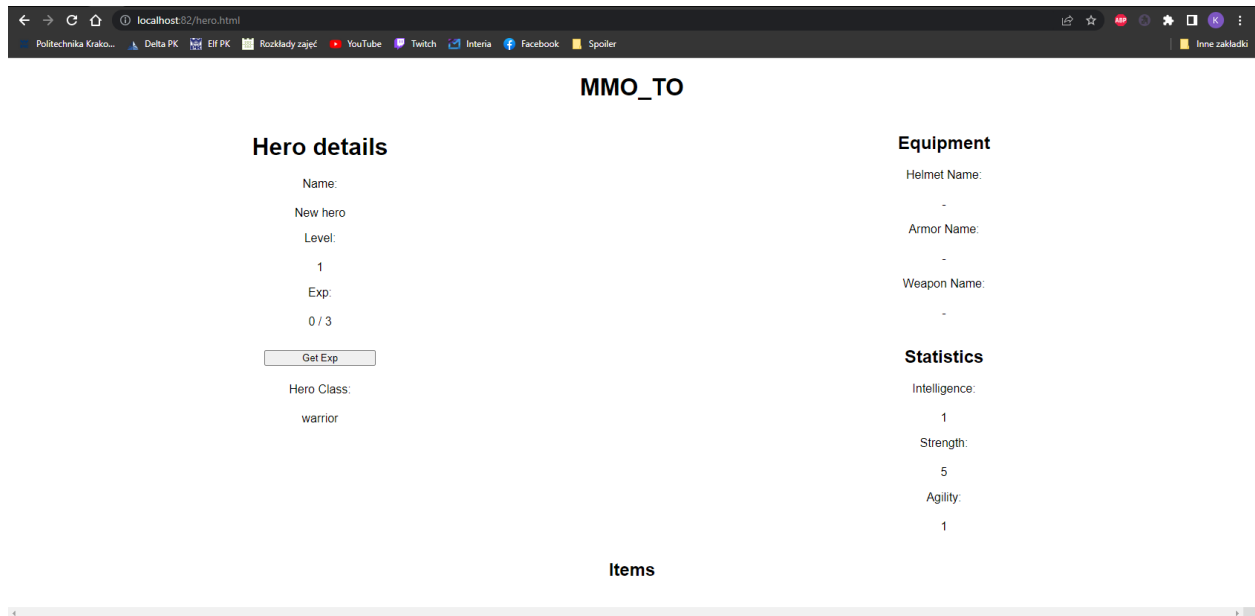 localhost:82/hero.html
ABP
K
Politechnika Krako... Delta PK Elf PK Rozkłady zajęć YouTube Twitch Interia Facebook Spoiler Inne zakładki
MMO_TO
Hero details
Name:
New hero
Level:
1
Exp:
0 / 3
Get Exp
Hero Class:
warrior
Equipment
Helmet Name:
-
Armor Name:
-
Weapon Name:
-
Statistics
Intelligence:
1
Strength:
5
Agility:
1
Items